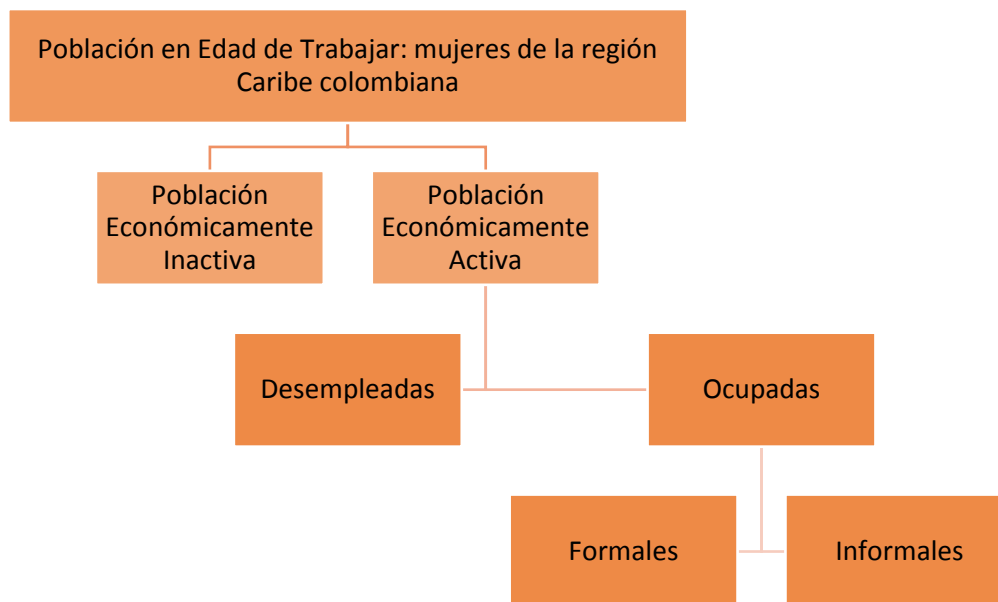 Población en Edad de Trabajar: mujeres de la región
Caribe colombiana
Población
Económicamente
Inactiva
Población
Económicamente
Activa
Desempleadas
Ocupadas
Formales
Informales